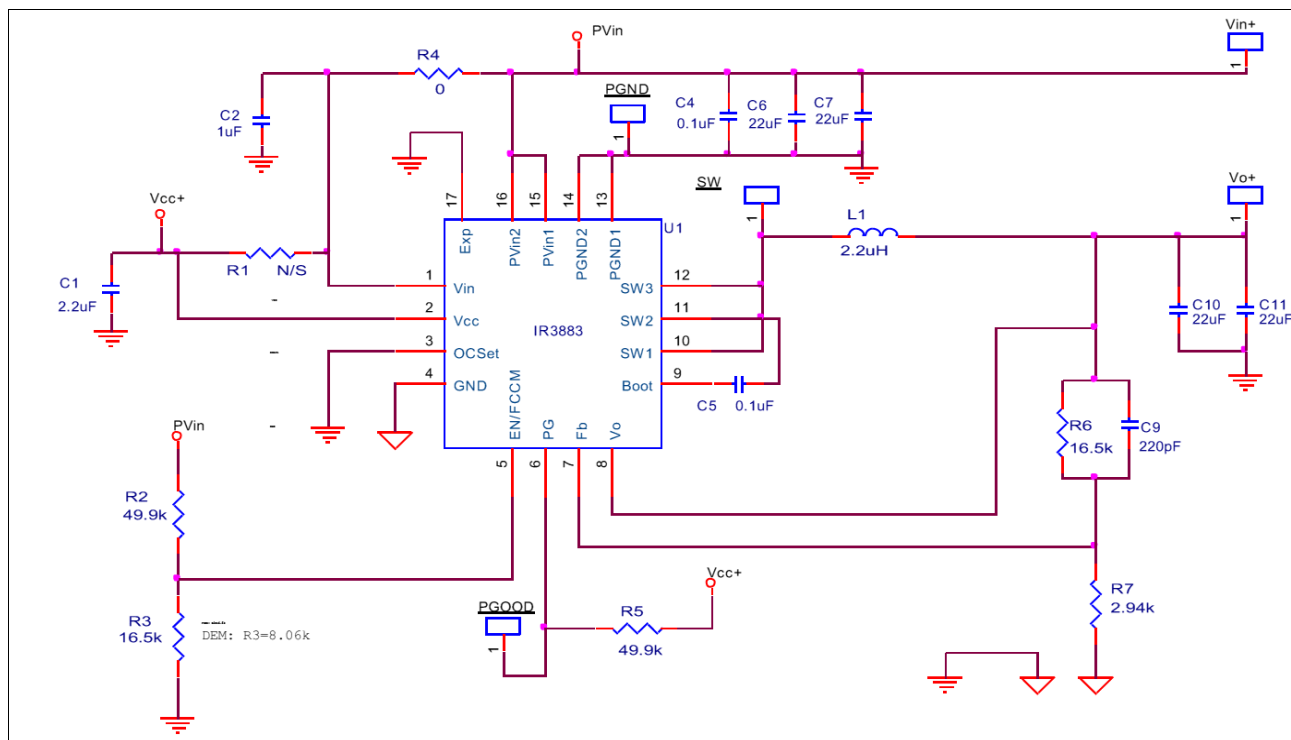 PVin
Vin+
1
R4
0
C2
1uF
PGND
1
C4
0.1uF
C6
22uF
C7
22uF
Vcc+
SW
1
Vo+
1
17
16
15
14
13
Exp
PVin2
PVin1
PGND2
PGND1
U1
L1
2.2uH
R1
N/S
C1
2.2uF
1
Vin
2
Vcc
3
OCSet
4
GND
IR3883
12
SW3
11
SW2
10
SW1
9
Boot
C5
0.1uF
C10
22uF
C11
22uF
EN/FCCM
PG
Fb
Vo
5
6
7
8
PVin
R2
49.9k
R6
16.5k
C9
220pF
R3
16.5k
DEM: R3=8.06k
PGOOD
1
Vcc+
R5
49.9k
R7
2.94k